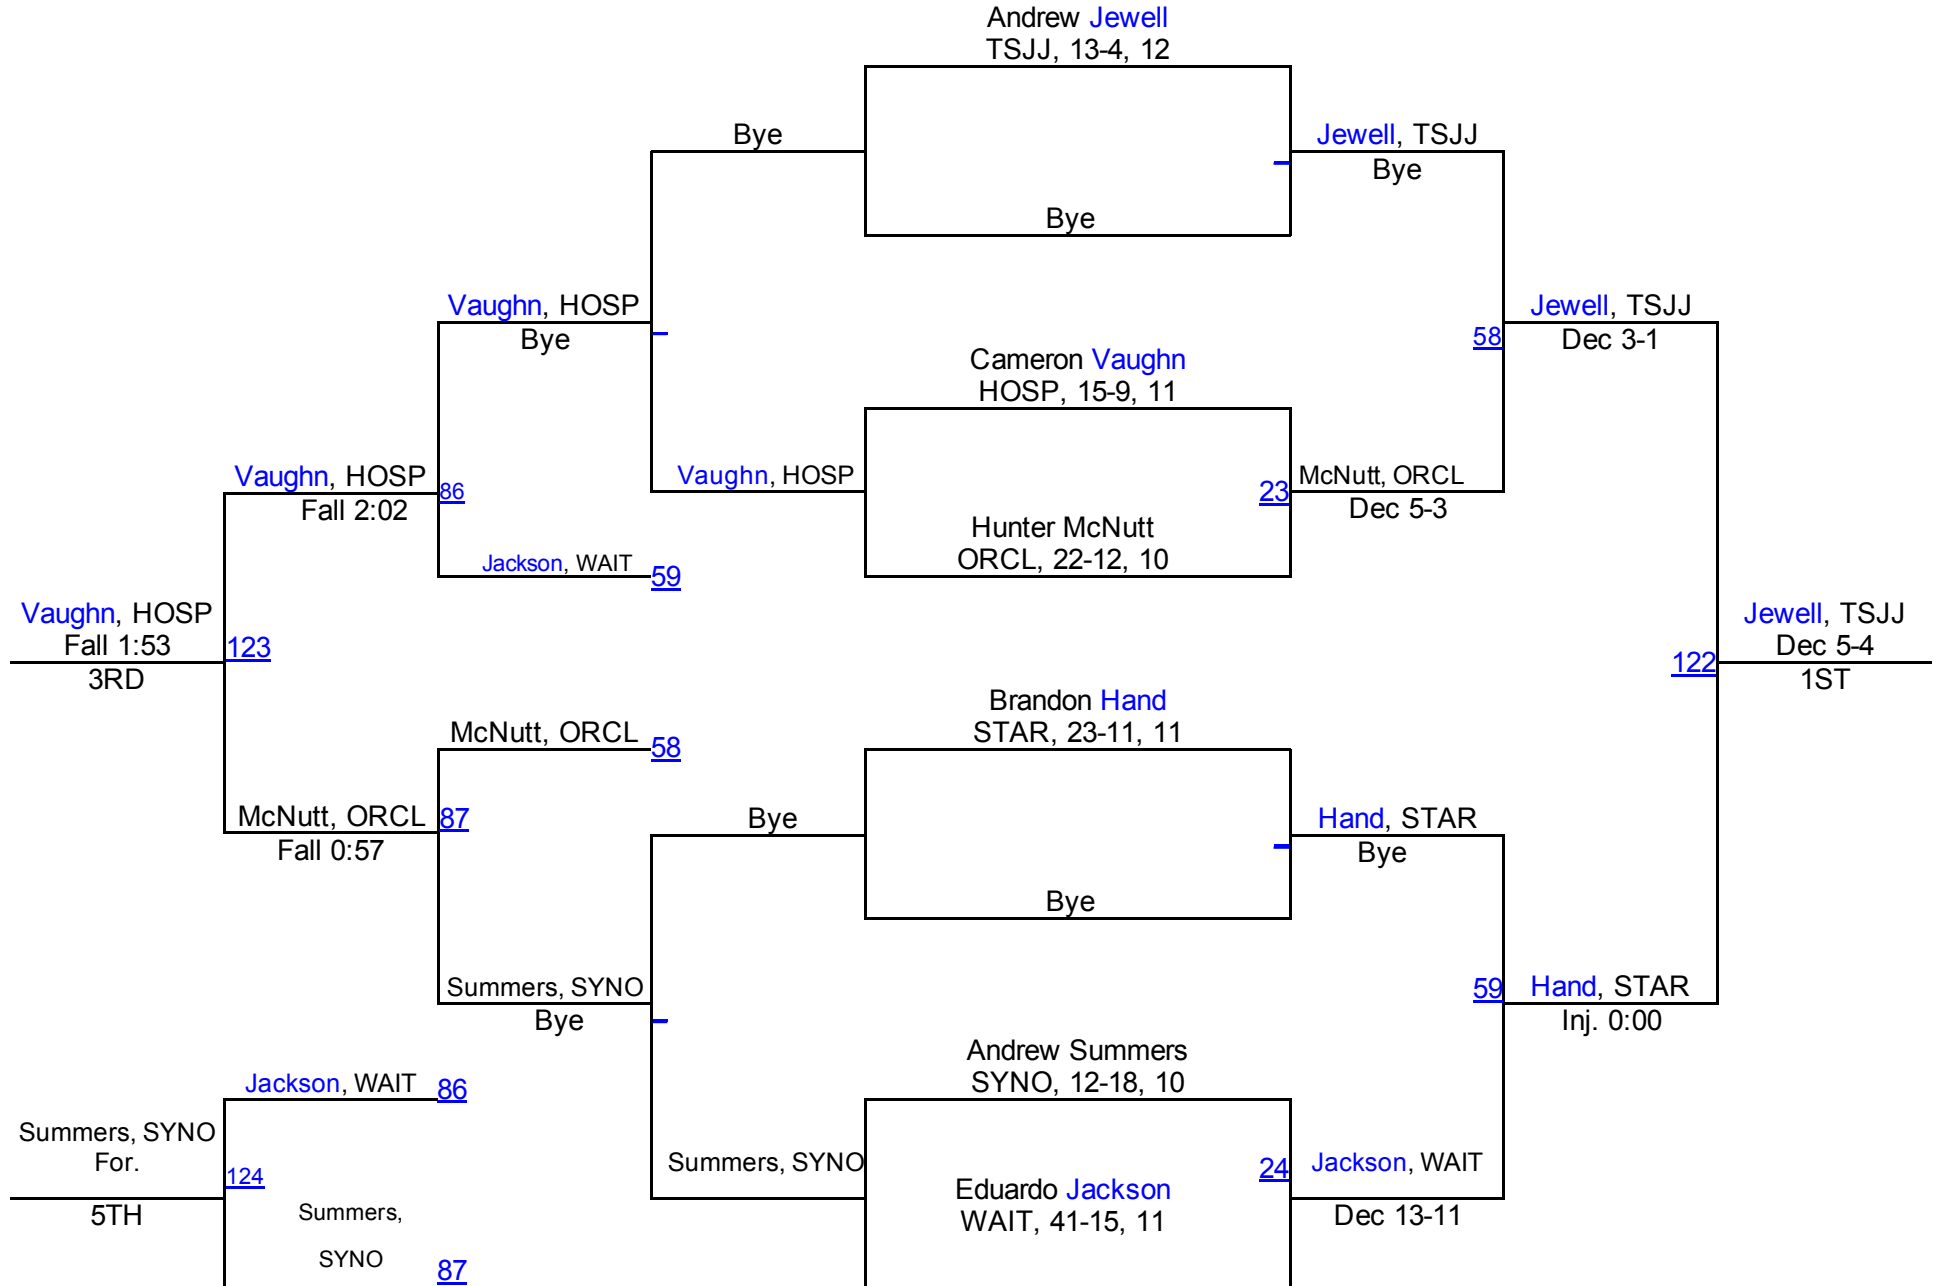 Andrew Jewell
TSJJ, 13-4, 12
Bye
Jewell, TSJJ
Bye
Bye
Vaughn, HOSP
Bye
Jewell, TSJJ
58
Dec 3-1
Cameron Vaughn
HOSP, 15-9, 11
Vaughn, HOSP
86
Fall 2:02
Vaughn, HOSP
23
McNutt, ORCL
Dec 5-3
Hunter McNutt
ORCL, 22-12, 10
Jackson, WAIT
59
Vaughn, HOSP
Fall 1:53
123
3RD
Jewell, TSJJ
Dec 5-4
122
1ST
Brandon Hand
STAR, 23-11, 11
McNutt, ORCL
58
McNutt, ORCL
87
Fall 0:57
Bye
Hand, STAR
Bye
Bye
Summers, SYNO
Bye
59
Hand, STAR
Inj. 0:00
Andrew Summers
SYNO, 12-18, 10
Jackson, WAIT
86
Summers, SYNO
For.
124
5TH
Summers, SYNO
24
Jackson, WAIT
Eduardo Jackson
WAIT, 41-15, 11
Dec 13-11
Summers,
SYNO
87